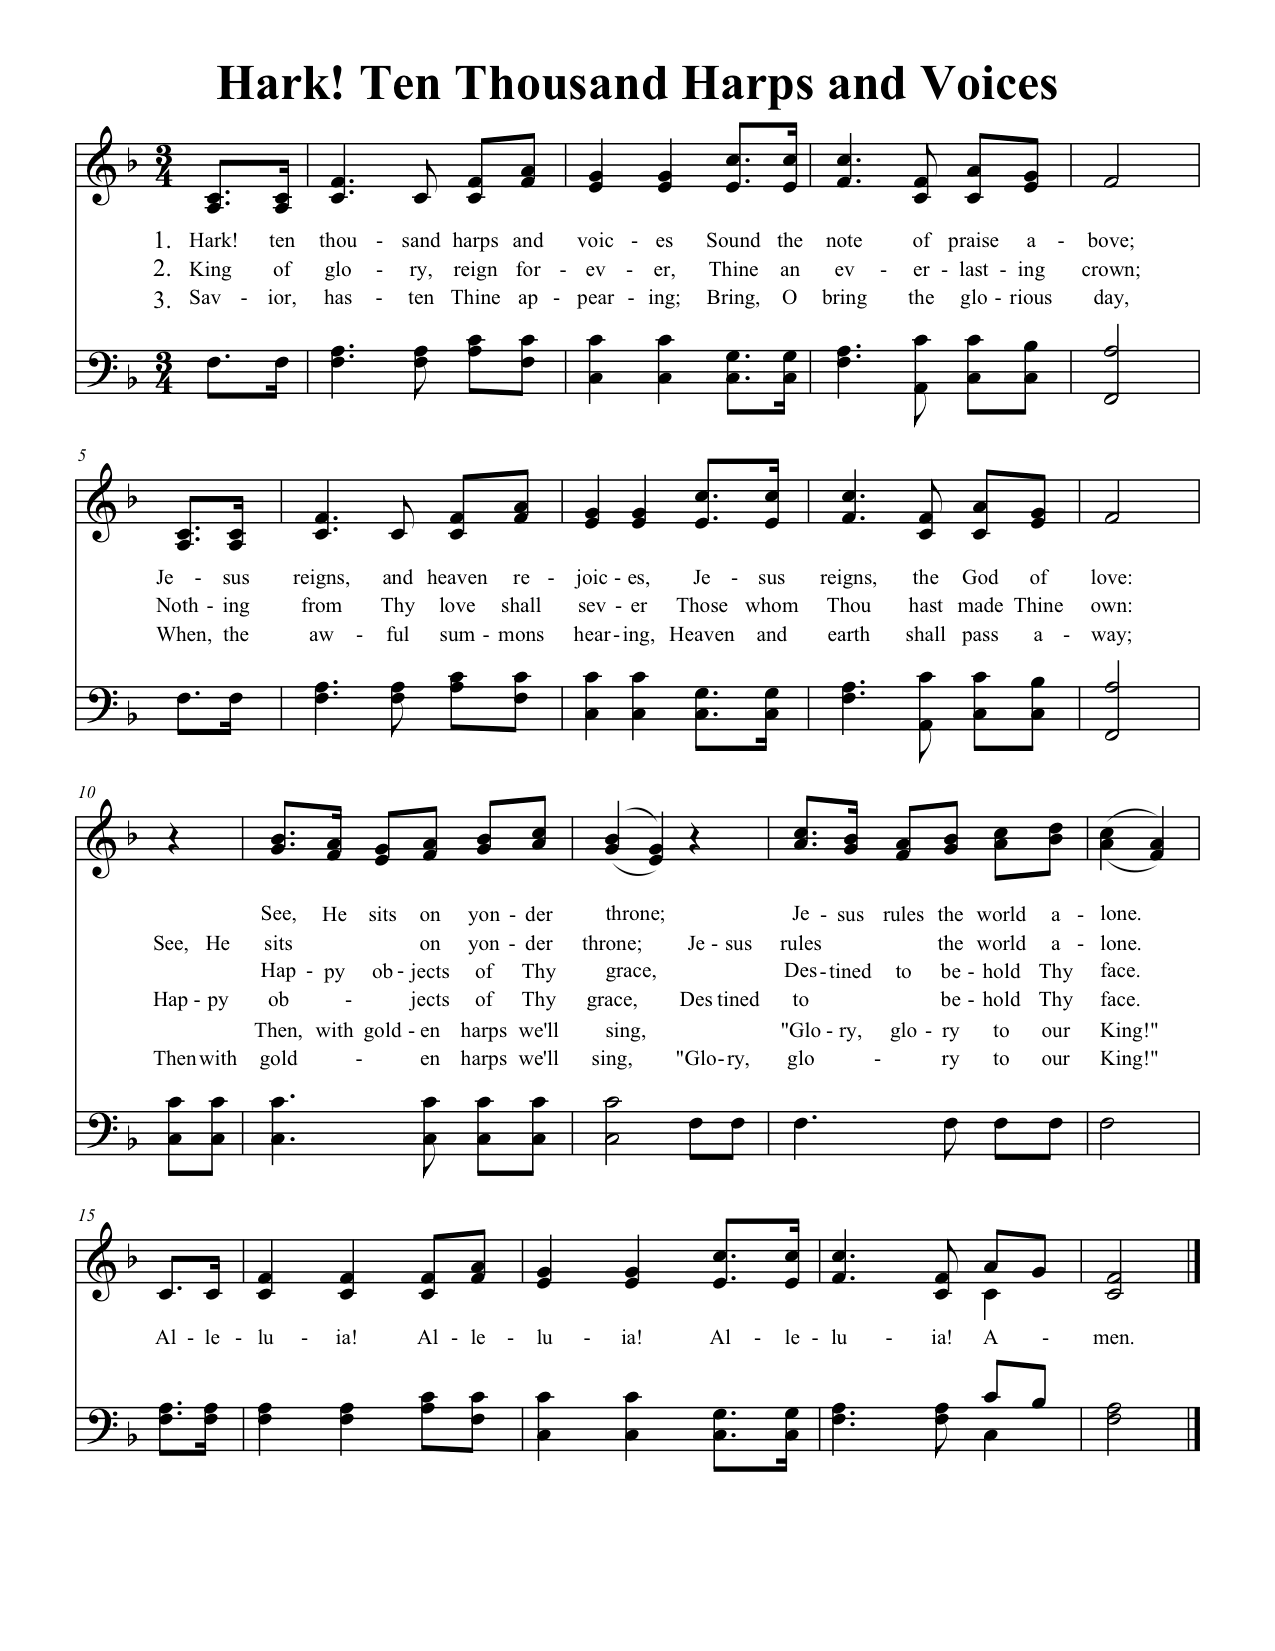 Hark! Ten Thousand Harps and Voices
3
4
1. Hark! ten thou - sand harps and voic - es Sound the note of praise a - bove;
2. King of glo - ry, reign for - ev - er, Thine an ev - er - last - ing crown;
3. Sav - ior, has - ten Thine ap - pear - ing; Bring, O bring the glo - rious day,
3
4
5
Je - sus reigns, and heaven re - joic - es, Je - sus reigns, the God of love:
Noth - ing from Thy love shall sev - er Those whom Thou hast made Thine own:
When, the aw - ful sum - mons hear - ing, Heaven and earth shall pass a - way;
10
See, He sits on yon - der throne; Je - sus rules the world a - lone.
See, He sits on yon - der throne; Je - sus rules the world a - lone.
Hap - py ob - jects of Thy grace, Des - tined to be - hold Thy face.
Hap - py ob - jects of Thy grace, Des tined to be - hold Thy face.
Then, with gold - en harps we'll sing, "Glo - ry, glo - ry to our King!"
Then with gold - en harps we'll sing, "Glo - ry, glo - ry to our King!"
15
Al - le - lu - ia! Al - le - lu - ia! Al - le - lu - ia! A - men.